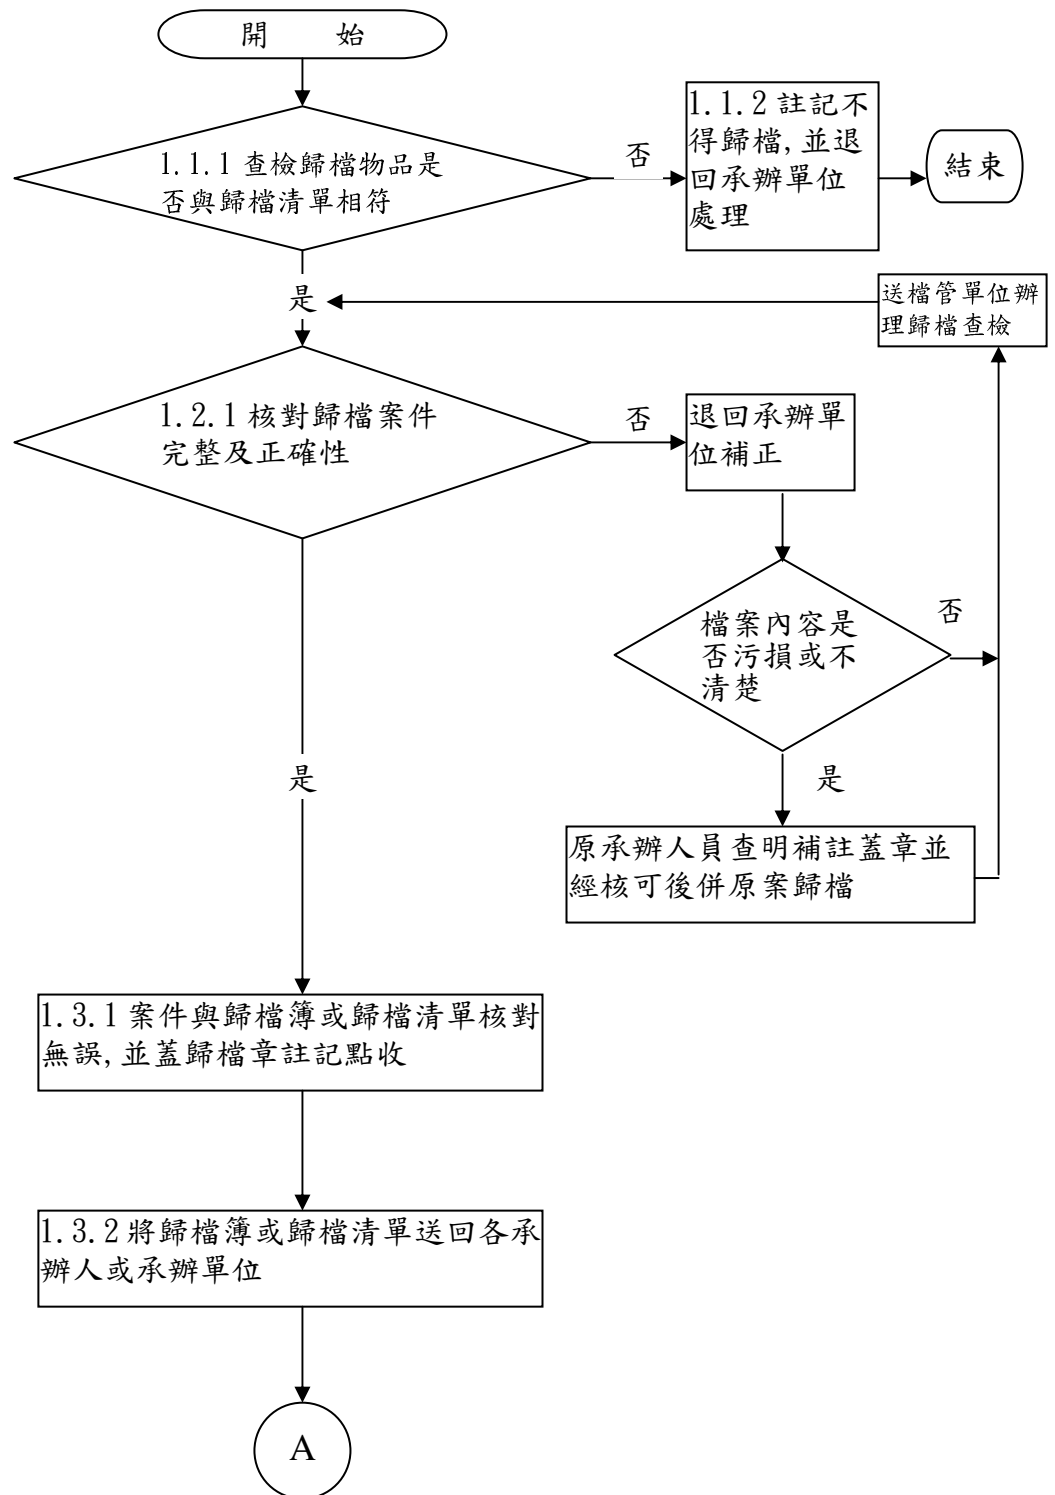 開 始
1.1.1 查檢歸檔物品是
否與歸檔清單相符
否
1.1.2 註記不
得歸檔,並退
回承辦單位
處理
結束
是
送檔管單位辦
理歸檔查檢
1.2.1 核對歸檔案件
完整及正確性
否
退回承辦單
位補正
檔案內容是
否污損或不
清楚
否
是
是
原承辦人員查明補註蓋章並
經核可後併原案歸檔
1.3.1 案件與歸檔簿或歸檔清單核對
無誤,並蓋歸檔章註記點收
1.3.2 將歸檔簿或歸檔清單送回各承
辦人或承辦單位
A